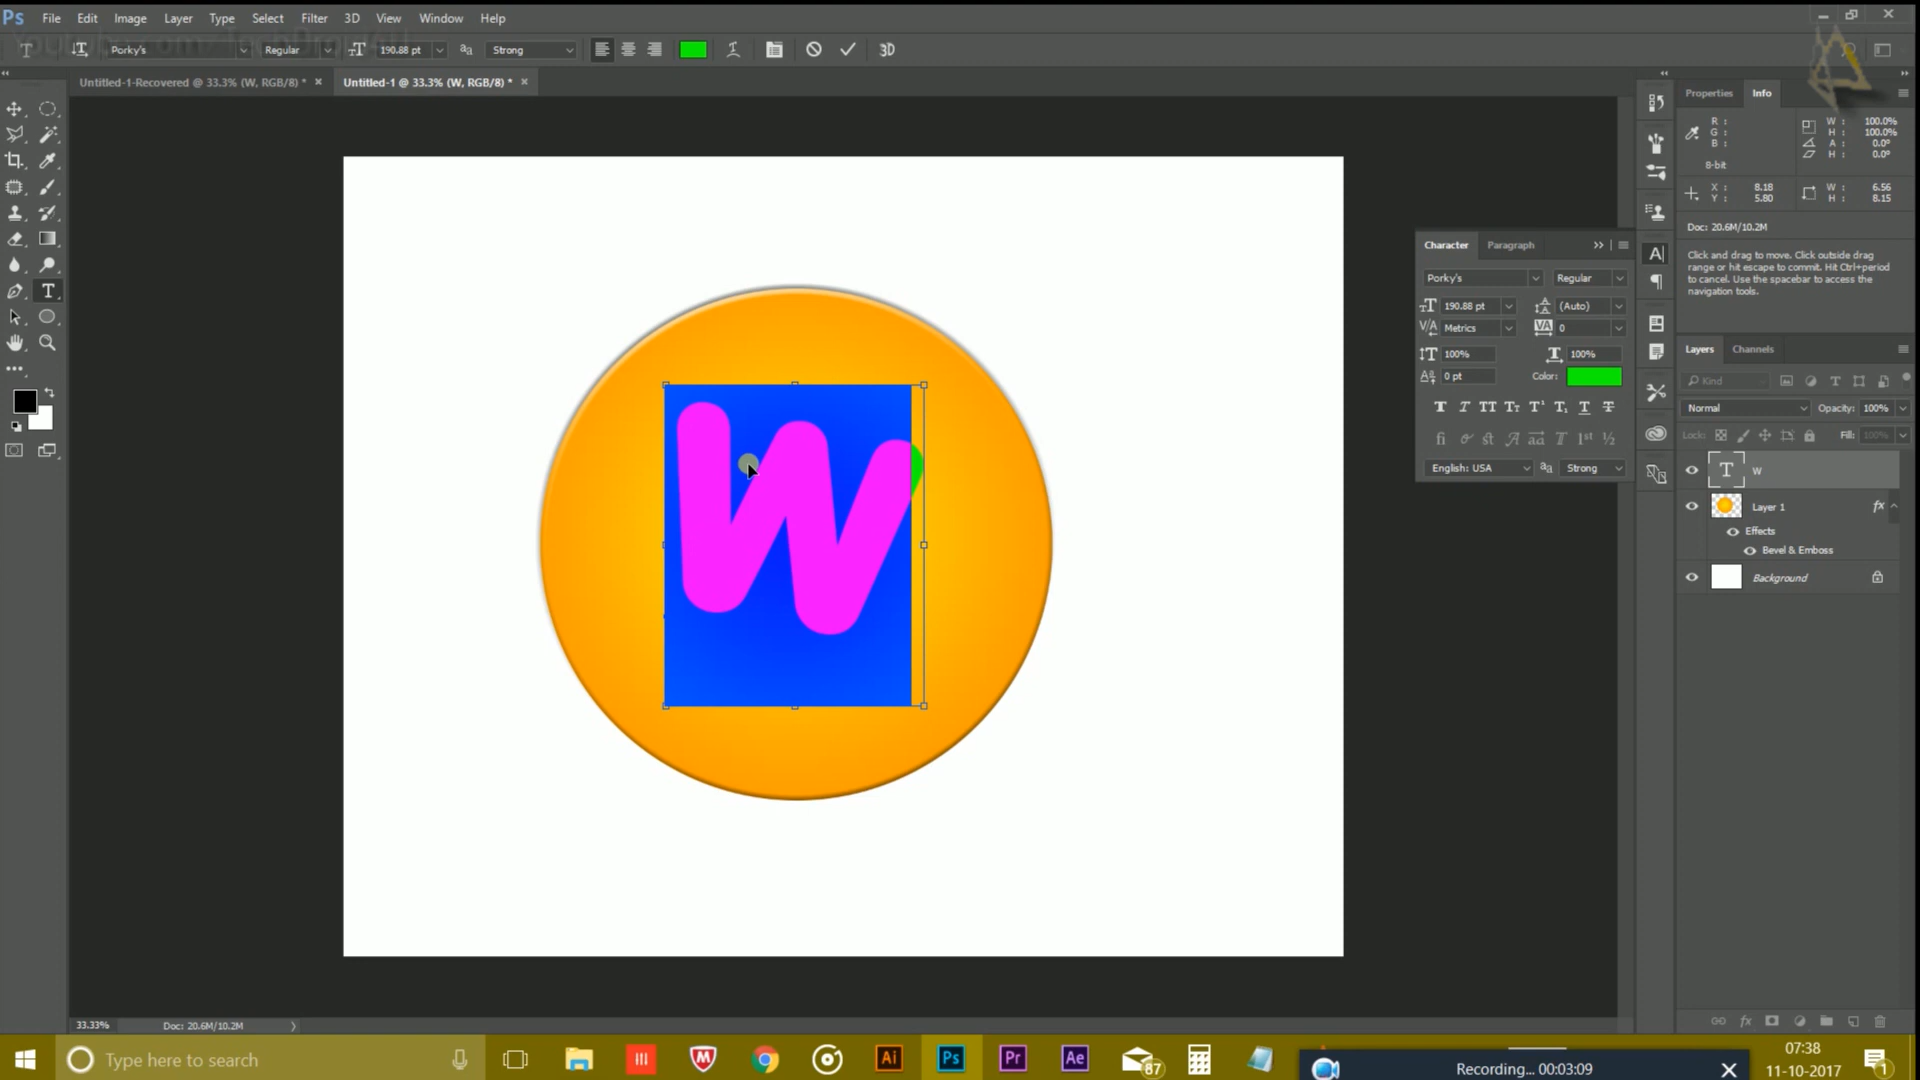 Ps File Edit Image Layer Type Select Filter 3D View Window Help
Porky's Regular 190.88 pt Strong 3D
Untitled-1-Recovered @ 33.3% (W, RGB/8) * Untitled-1 @ 33.3% (W, RGB/8) *
Properties Info
R :
G :
B :
8-bit
W : 100.0%
H : 100.0%
A : 0.0°
H : 0.0°
X : 8.18
Y : 5.80
W : 6.56
H : 8.15
Doc: 20.6M/10.2M
Click and drag to move. Click outside drag
range or hit escape to commit. Hit Ctrl+period
to cancel. Use the spacebar to access the
navigation tools.
Character Paragraph
Porky's Regular
190.88 pt (Auto)
Metrics 0
100% 100%
0 pt Color:
English: USA Strong
Layers Channels
Kind
Normal Opacity: 100%
Lock: Fill: 100%
W
Layer 1 fx
Effects
Bevel & Emboss
Background
W
33.33% Doc: 20.6M/10.2M
Type here to search
Ai Ps Pr Ae 87
Recording... 00:03:09
07:38
11-10-2017
1